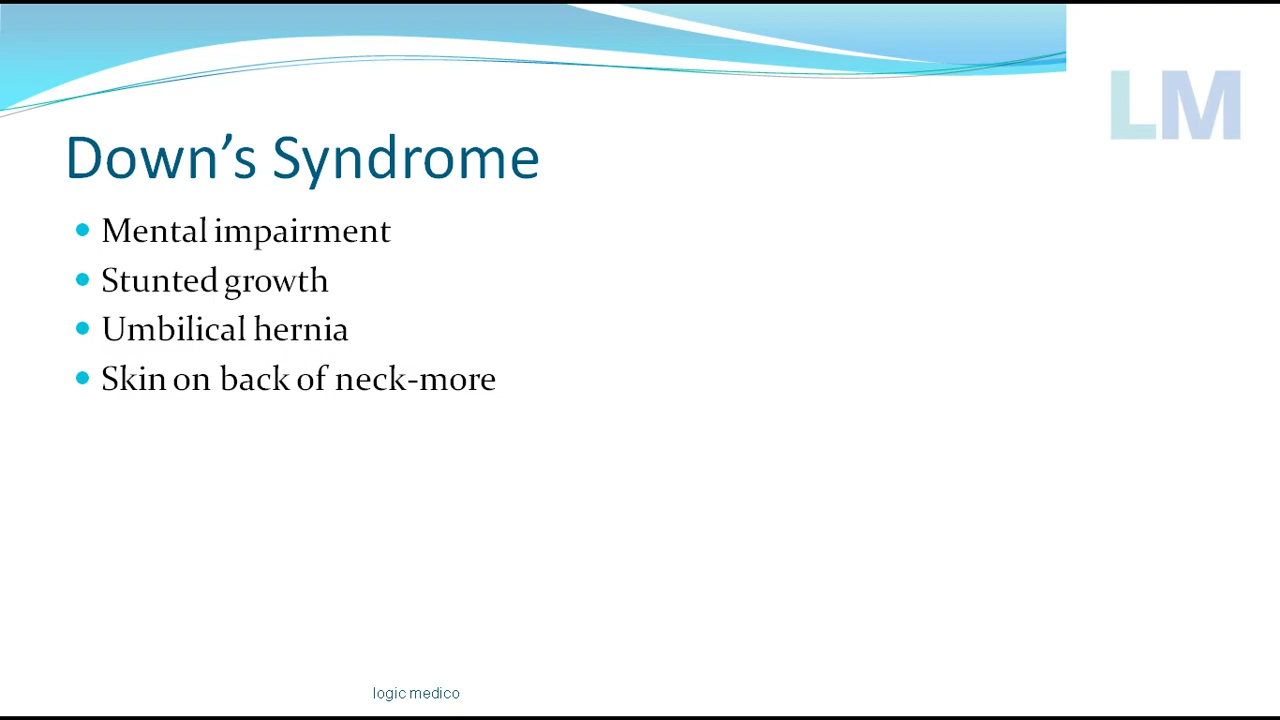 LM
Down’s Syndrome
Mental impairment
Stunted growth
Umbilical hernia
Skin on back of neck-more
logic medico